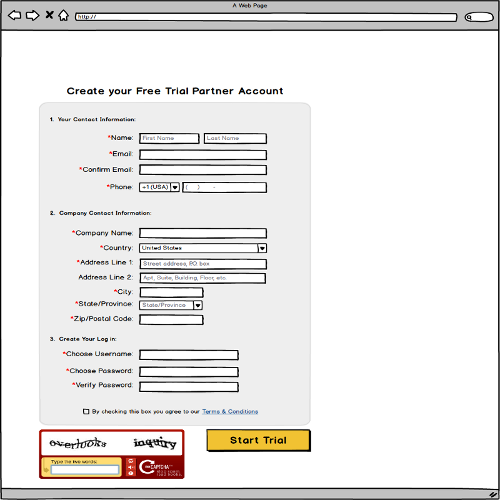 A Web Page
http://
Create your Free Trial Partner Account
1. Your Contact Information:
*Name: First Name Last Name
*Email:
*Confirm Email:
*Phone: +1 (USA) ( ) -
2. Company Contact Information:
*Company Name:
*Country: United States
*Address Line 1: Street address, P.O. box
Address Line 2: Apt, Suite, Building, Floor, etc.
*City:
*State/Province: State/Province
*Zip/Postal Code:
3. Create Your Log in:
*Choose Username:
*Choose Password:
*Verify Password:
By checking this box you agree to our Terms & Conditions
overlooks inquiry
Start Trial
Type the two words:
reCAPTCHA